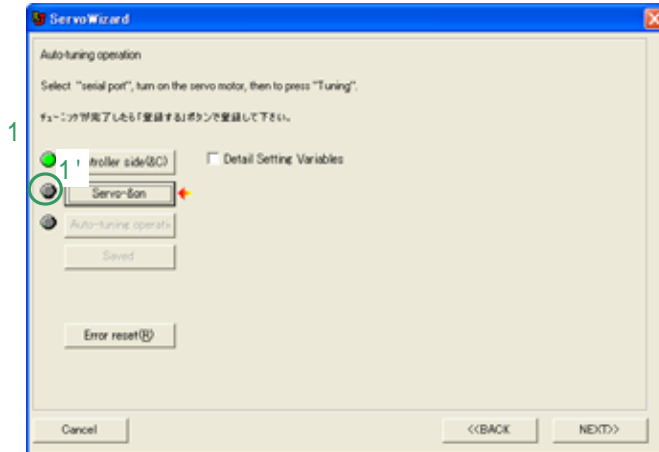 ServoWizard
Auto-tuning operation
Select "serial port", turn on the servo motor, then to press "Tuning".
ﾁｭｰﾆﾝｸﾞが完了したら「登録する」ボタンで登録して下さい。
1
1'
troller side(&C)
Detail Setting Variables
Servo-&on
Auto-tuning operati
Saved
Error reset(R)
Cancel
<<BACK
NEXT>>